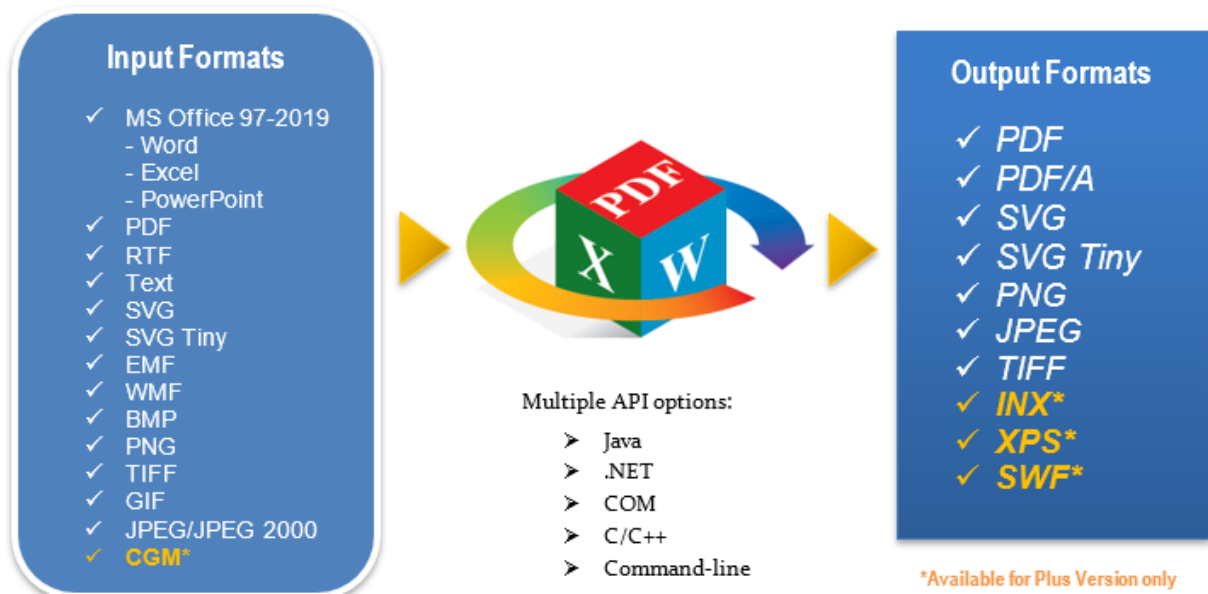 Input Formats
✓ MS Office 97-2019
- Word
- Excel
- PowerPoint
✓ PDF
✓ RTF
✓ Text
✓ SVG
✓ SVG Tiny
✓ EMF
✓ WMF
✓ BMP
✓ PNG
✓ TIFF
✓ GIF
✓ JPEG/JPEG 2000
✓ CGM*
PDF
X
W
Multiple API options:
➤ Java
➤ .NET
➤ COM
➤ C/C++
➤ Command-line
Output Formats
✓ PDF
✓ PDF/A
✓ SVG
✓ SVG Tiny
✓ PNG
✓ JPEG
✓ TIFF
✓ INX*
✓ XPS*
✓ SWF*
*Available for Plus Version only